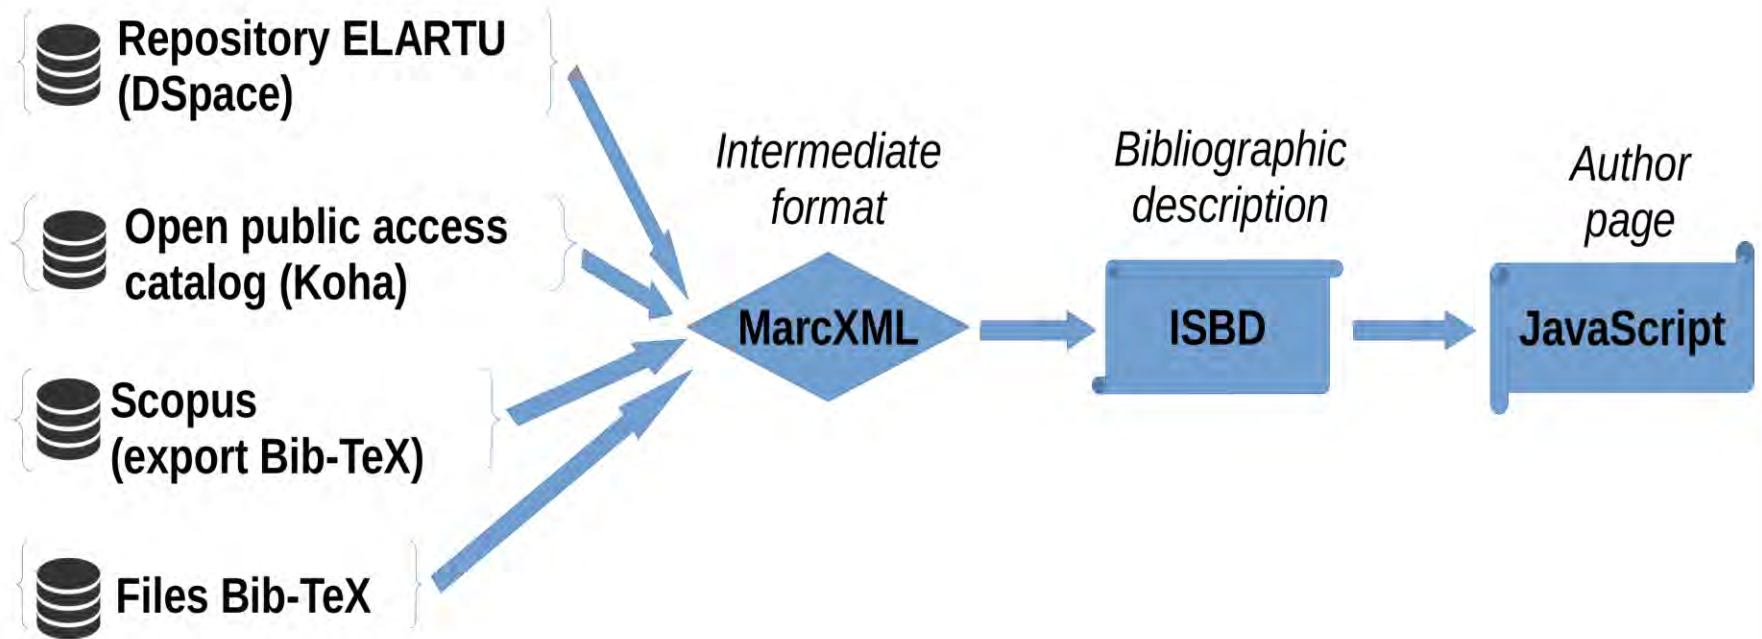 Repository ELARTU
(DSpace)
Open public access
catalog (Koha)
Scopus
(export Bib-TeX)
Files Bib-TeX
Intermediate
format
MarcXML
Bibliographic
description
ISBD
Author
page
JavaScript